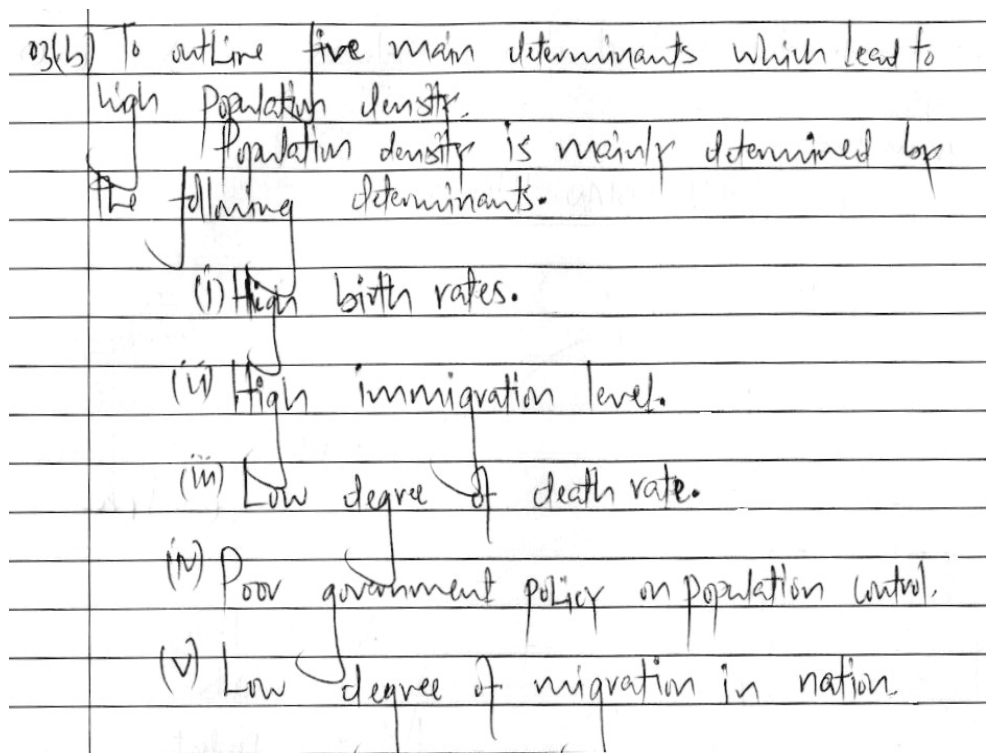 03(b) To outline five main determinants which lead to
high population density.
Population density is mainly determined by
the following determinants.
(i) High birth rates.
(ii) High immigration level.
(iii) Low degree of death rate.
(iv) Poor government policy on population control.
(v) Low degree of migration in nation.